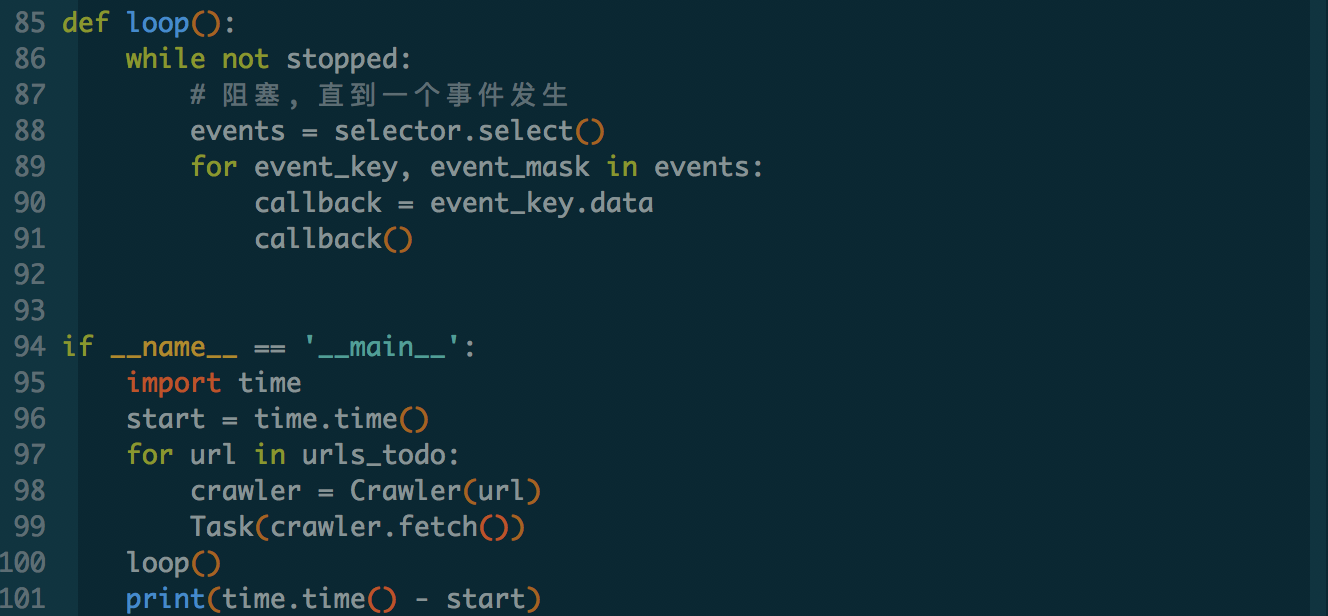 85 def loop():
86     while not stopped:
87         # 阻塞, 直到一个事件发生
88         events = selector.select()
89         for event_key, event_mask in events:
90             callback = event_key.data
91             callback()
92
93
94 if __name__ == '__main__':
95     import time
96     start = time.time()
97     for url in urls_todo:
98         crawler = Crawler(url)
99         Task(crawler.fetch())
100     loop()
101     print(time.time() - start)